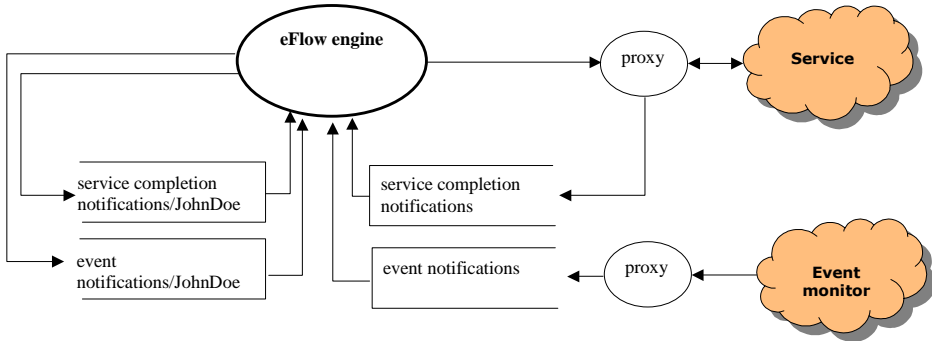 eFlow engine
proxy
Service
service completion
notifications/JohnDoe
service completion
notifications
event
notifications/JohnDoe
event notifications
proxy
Event
monitor